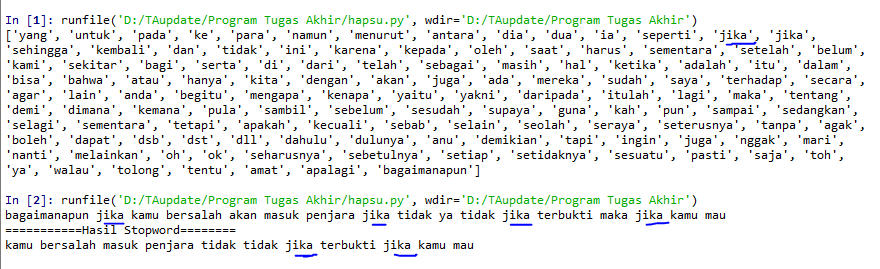 In [1]: runfile('D:/TAupdate/Program Tugas Akhir/hapsu.py', wdir='D:/TAupdate/Program Tugas Akhir')
['yang', 'untuk', 'pada', 'ke', 'para', 'namun', 'menurut', 'antara', 'dia', 'dua', 'ia', 'seperti', 'jika', 'jika',
'sehingga', 'kembali', 'dan', 'tidak', 'ini', 'karena', 'kepada', 'oleh', 'saat', 'harus', 'sementara', 'setelah', 'belum',
'kami', 'sekitar', 'bagi', 'serta', 'di', 'dari', 'telah', 'sebagai', 'masih', 'hal', 'ketika', 'adalah', 'itu', 'dalam',
'bisa', 'bahwa', 'atau', 'hanya', 'kita', 'dengan', 'akan', 'juga', 'ada', 'mereka', 'sudah', 'saya', 'terhadap', 'secara',
'agar', 'lain', 'anda', 'begitu', 'mengapa', 'kenapa', 'yaitu', 'yakni', 'daripada', 'itulah', 'lagi', 'maka', 'tentang',
'demi', 'dimana', 'kemana', 'pula', 'sambil', 'sebelum', 'sesudah', 'supaya', 'guna', 'kah', 'pun', 'sampai', 'sedangkan',
'selagi', 'sementara', 'tetapi', 'apakah', 'kecuali', 'sebab', 'selain', 'seolah', 'seraya', 'seterusnya', 'tanpa', 'agak',
'boleh', 'dapat', 'dsb', 'dst', 'dll', 'dahulu', 'dulunya', 'anu', 'demikian', 'tapi', 'ingin', 'juga', 'nggak', 'mari',
'nanti', 'melainkan', 'oh', 'ok', 'seharusnya', 'sebetulnya', 'setiap', 'setidaknya', 'sesuatu', 'pasti', 'saja', 'toh',
'ya', 'walau', 'tolong', 'tentu', 'amat', 'apalagi', 'bagaimanapun']
In [2]: runfile('D:/TAupdate/Program Tugas Akhir/hapsu.py', wdir='D:/TAupdate/Program Tugas Akhir')
bagaimanapun jika kamu bersalah akan masuk penjara jika tidak ya tidak jika terbukti maka jika kamu mau
===========Hasil Stopword========
kamu bersalah masuk penjara tidak tidak jika terbukti jika kamu mau